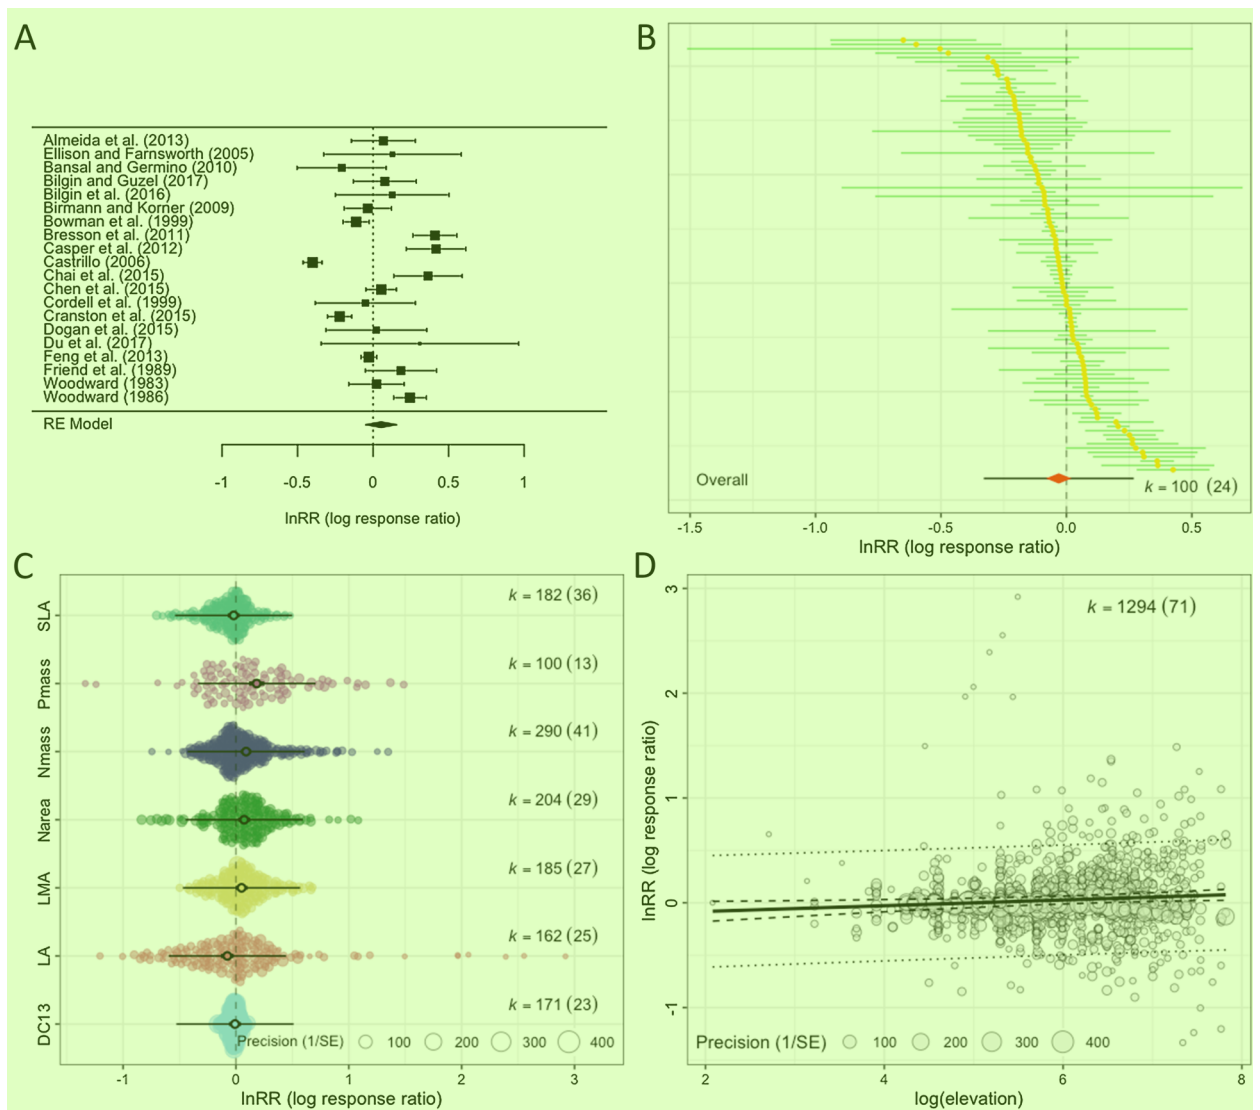 A
Almeida et al. (2013)
Ellison and Farnsworth (2005)
Bansal and Germino (2010)
Bilgin and Guzel (2017)
Bilgin et al. (2016)
Birmann and Korner (2009)
Bowman et al. (1999)
Bresson et al. (2011)
Casper et al. (2012)
Castrillo (2006)
Chai et al. (2015)
Chen et al. (2015)
Cordell et al. (1999)
Cranston et al. (2015)
Dogan et al. (2015)
Du et al. (2017)
Feng et al. (2013)
Friend et al. (1989)
Woodward (1983)
Woodward (1986)
RE Model
-1 -0.5 0 0.5 1
lnRR (log response ratio)
B
Overall
k = 100 (24)
-1.5 -1.0 -0.5 0.0 0.5
lnRR (log response ratio)
C
SLA
k = 182 (36)
Pmass
k = 100 (13)
Nmass
k = 290 (41)
Narea
k = 204 (29)
LMA
k = 185 (27)
LA
k = 162 (25)
DC13
k = 171 (23)
Precision (1/SE) 100 200 300 400
-1 0 1 2 3
lnRR (log response ratio)
D
k = 1294 (71)
3
2
1
0
-1
lnRR (log response ratio)
Precision (1/SE) 100 200 300 400
2 4 6 8
log(elevation)